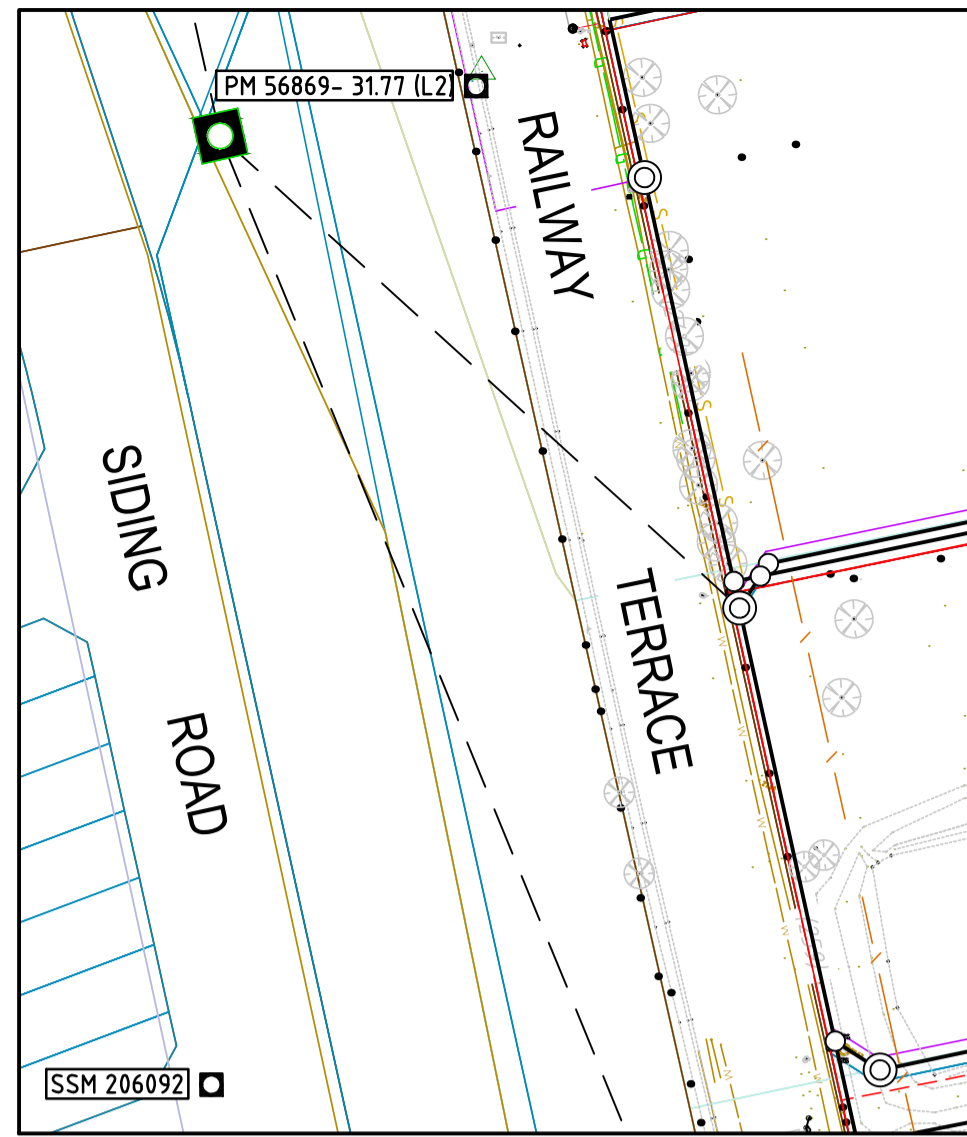 PM 56869- 31.77 (L2)
RAILWAY
TERRACE
SIDING
ROAD
SSM 206092